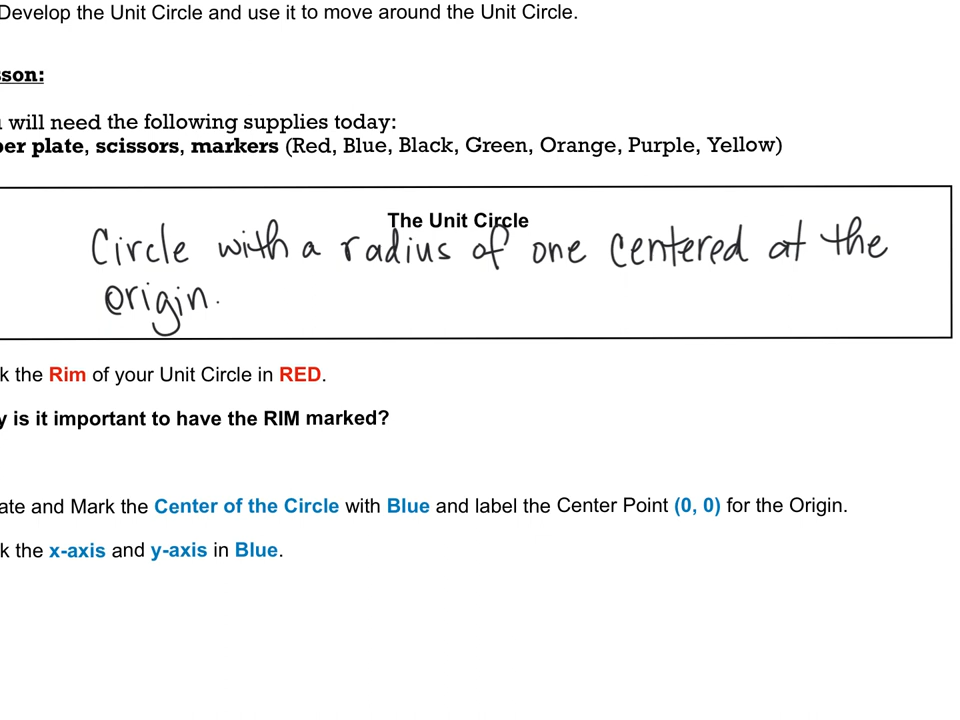 Develop the Unit Circle and use it to move around the Unit Circle.
sson:
will need the following supplies today:
per plate, scissors, markers (Red, Blue, Black, Green, Orange, Purple, Yellow)
The Unit Circle
Circle with a radius of one centered at the
origin.
k the Rim of your Unit Circle in RED.
y is it important to have the RIM marked?
ate and Mark the Center of the Circle with Blue and label the Center Point (0, 0) for the Origin.
k the x-axis and y-axis in Blue.